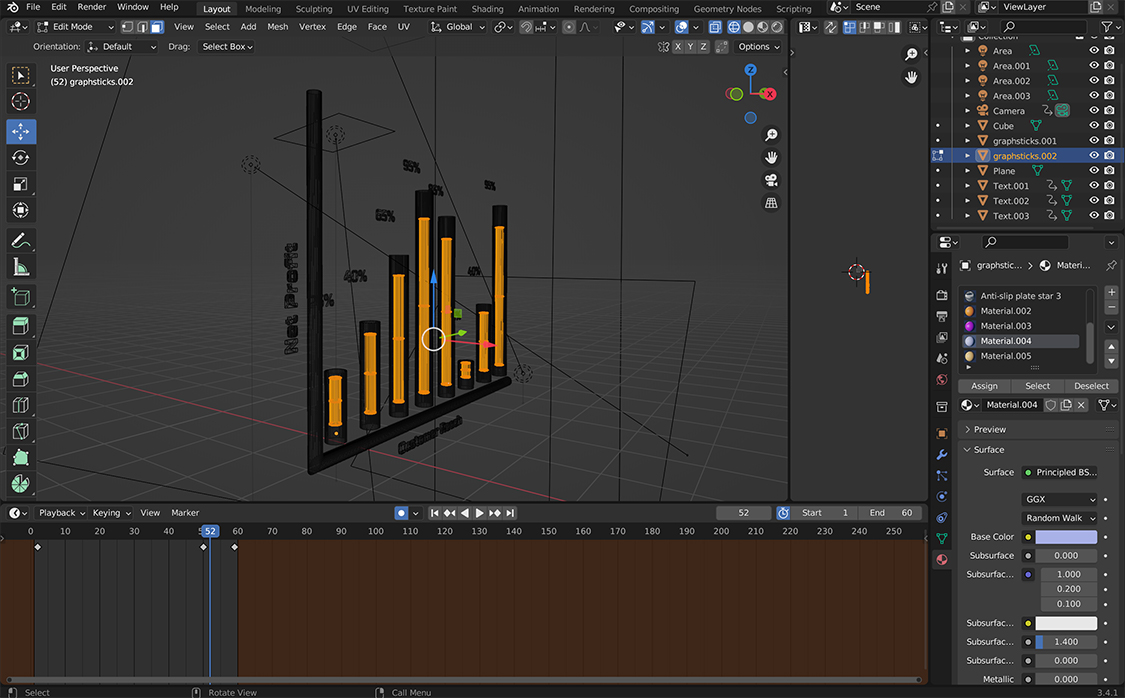 File Edit Render Window Help Layout Modeling Sculpting UV Editing Texture Paint Shading Animation Rendering Compositing Geometry Nodes Scripting Scene ViewLayer
Edit Mode View Select Add Mesh Vertex Edge Face UV Global
Orientation: Default Drag: Select Box X Y Z Options
User Perspective
(52) graphsticks.002
Z
X
95%
85%
95%
65%
40%
40%
Collection
Area
Area.001
Area.002
Area.003
Camera
Cube
graphsticks.001
graphsticks.002
Plane
Text.001
Text.002
Text.003
graphstic... Materi...
Anti-slip plate star 3
Material.002
Material.003
Material.004
Material.005
Assign Select Deselect
Material.004
Preview
Surface
Surface Principled BS...
GGX
Random Walk
Base Color
Subsurface 0.000
Subsurfac... 1.000
0.200
0.100
Subsurfac...
Subsurfac... 1.400
Subsurfac... 0.000
Metallic 0.000
Playback Keying View Marker 52 Start 1 End 60
0 10 20 30 40 52 60 70 80 90 100 110 120 130 140 150 160 170 180 190 200 210 220 230 240 250
Select Rotate View Call Menu 3.4.1